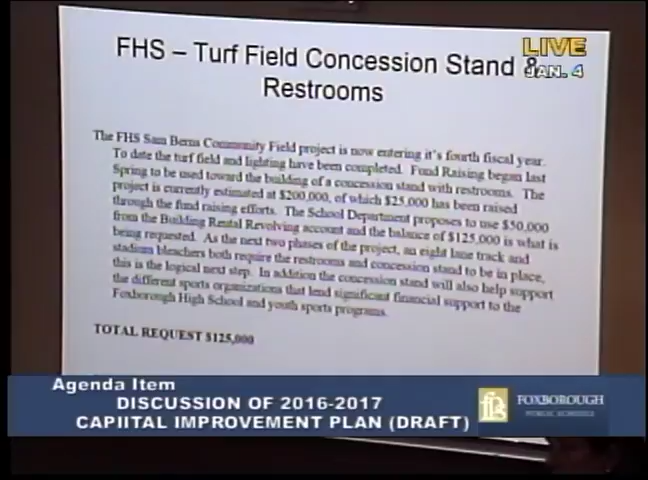 FHS – Turf Field Concession Stand &
Restrooms
LIVE
JAN. 4
The FHS Sam Berns Community Field project is now entering it's fourth fiscal year.
To date the turf field and lighting have been completed. Fond Raising began last
Spring to be used toward the building of a concession stand with restrooms. The
project is currently estimated at $200,000, of which $25,000 has been raised
through the fund raising efforts. The School Department proposes to use $50,000
from the Building Rental Revolving account and the balance of $125,000 is what is
being requested. As the next two phases of the project, an eight lane track and
stadium bleachers both require the restrooms and concession stand to be in place,
this is the logical next step. In addition the concession stand will also help support
the different sports organizations that lend significant financial support to the
Foxborough High School and youth sports programs.
TOTAL REQUEST $125,000
Agenda Item
DISCUSSION OF 2016-2017
CAPIITAL IMPROVEMENT PLAN (DRAFT)
FOXBOROUGH
PUBLIC SCHOOLS